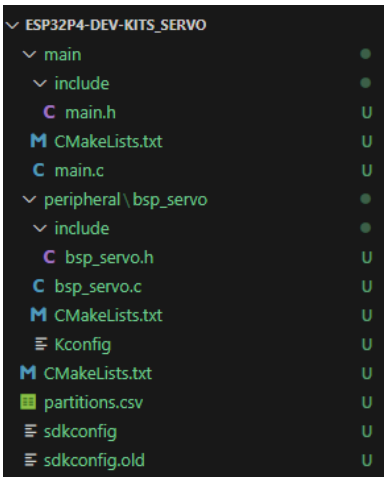 ESP32P4-DEV-KITS_SERVO
main
include
C main.h U
M CMakeLists.txt U
C main.c U
peripheral\bsp_servo
include
C bsp_servo.h U
C bsp_servo.c U
M CMakeLists.txt U
Kconfig U
M CMakeLists.txt U
partitions.csv U
sdkconfig U
sdkconfig.old U